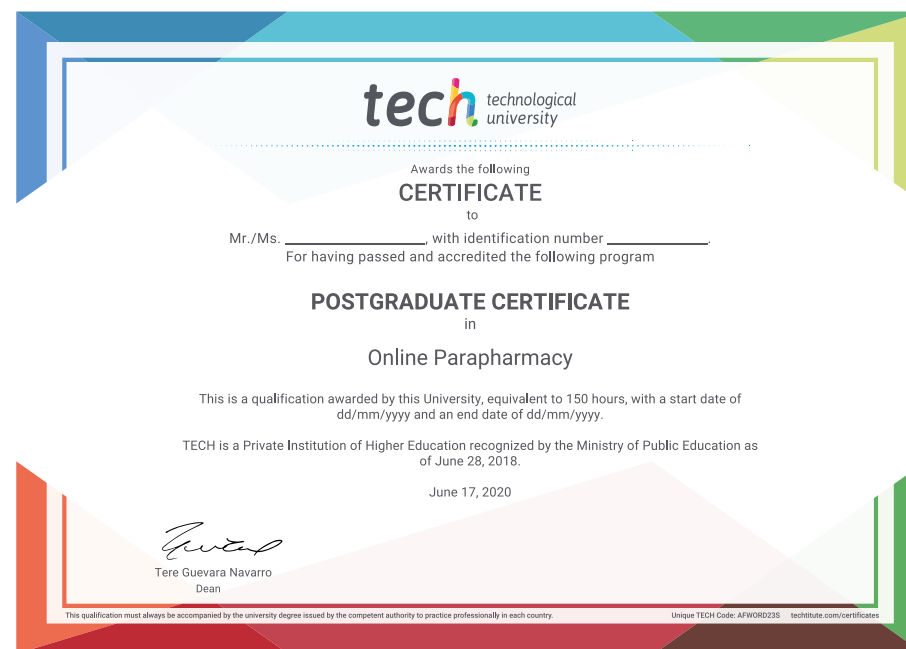 tech technological
university
Awards the following
CERTIFICATE
to
Mr./Ms. ____________________, with identification number ______________.
For having passed and accredited the following program
POSTGRADUATE CERTIFICATE
in
Online Parapharmacy
This is a qualification awarded by this University, equivalent to 150 hours, with a start date of
dd/mm/yyyy and an end date of dd/mm/yyyy.
TECH is a Private Institution of Higher Education recognized by the Ministry of Public Education as
of June 28, 2018.
June 17, 2020
Tere Guevara Navarro
Dean
This qualification must always be accompanied by the university degree issued by the competent authority to practice professionally in each country. Unique TECH Code: AFWORD23S techtitute.com/certificates